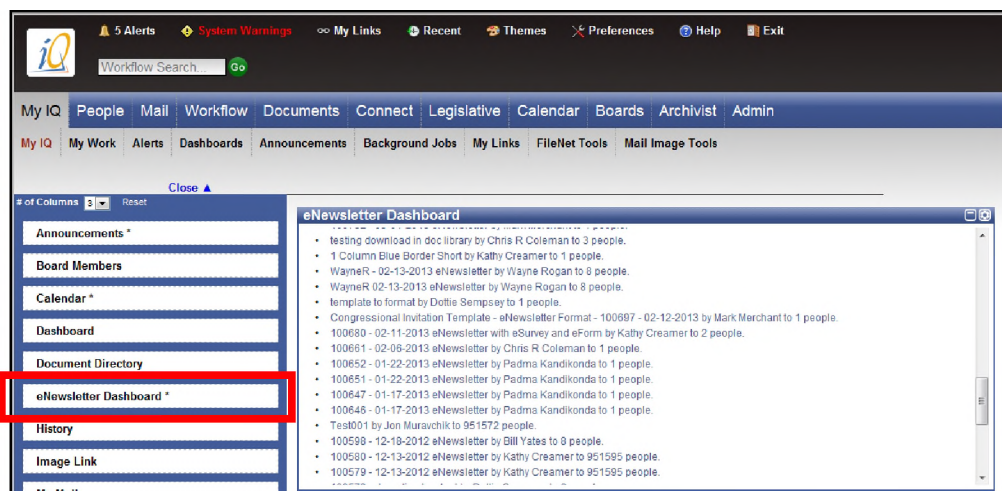 iQ
5 Alerts System Warnings My Links Recent Themes Preferences Help Exit
Workflow Search... Go
My IQ People Mail Workflow Documents Connect Legislative Calendar Boards Archivist Admin
My IQ My Work Alerts Dashboards Announcements Background Jobs My Links FileNet Tools Mail Image Tools
Close ▲
# of Columns 3 Reset
Announcements *
Board Members
Calendar *
Dashboard
Document Directory
eNewsletter Dashboard *
History
Image Link
eNewsletter Dashboard
• testing download in doc library by Chris R Coleman to 3 people.
• 1 Column Blue Border Short by Kathy Creamer to 1 people.
• WayneR - 02-13-2013 eNewsletter by Wayne Rogan to 8 people.
• WayneR 02-13-2013 eNewsletter by Wayne Rogan to 8 people.
• template to format by Dottie Sempsey to 1 people.
• Congressional Invitation Template - eNewsletter Format - 100697 - 02-12-2013 by Mark Merchant to 1 people.
• 100680 - 02-11-2013 eNewsletter with eSurvey and eForm by Kathy Creamer to 2 people.
• 100661 - 02-06-2013 eNewsletter by Chris R Coleman to 1 people.
• 100652 - 01-22-2013 eNewsletter by Padma Kandikonda to 1 people.
• 100651 - 01-22-2013 eNewsletter by Padma Kandikonda to 1 people.
• 100647 - 01-17-2013 eNewsletter by Padma Kandikonda to 1 people.
• 100646 - 01-17-2013 eNewsletter by Padma Kandikonda to 1 people.
• Test001 by Jon Muravchik to 951572 people.
• 100598 - 12-18-2012 eNewsletter by Bill Yates to 8 people.
• 100580 - 12-13-2012 eNewsletter by Kathy Creamer to 951595 people.
• 100579 - 12-13-2012 eNewsletter by Kathy Creamer to 951595 people.